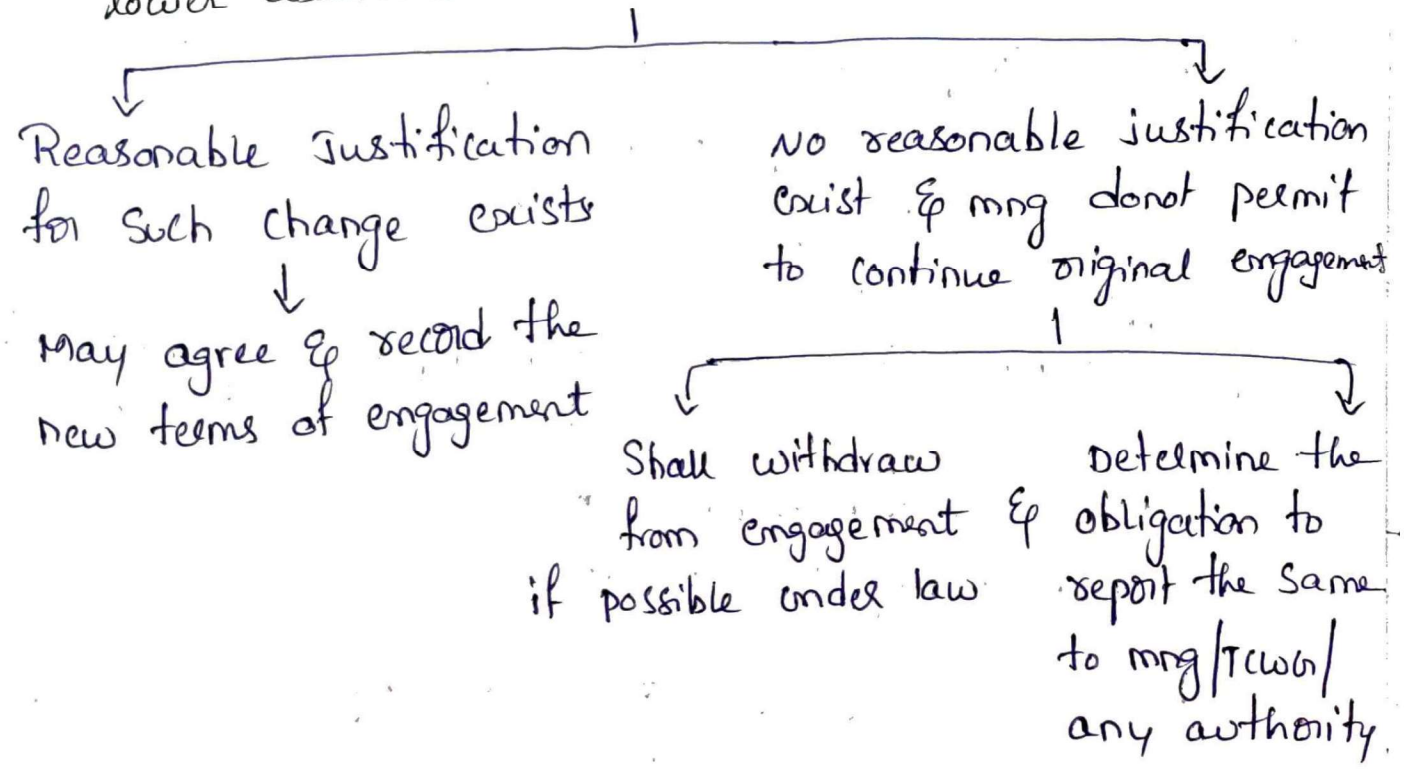 lower
Reasonable Justification
for Such change exists
May agree & record the
new terms of engagement
NO reasonable justification
exist & mng donot permit
to continue original engagement
Shall withdraw
from engagement &
if possible under law
Determine the
obligation to
report the same
to mng/TCWG/
any authority.